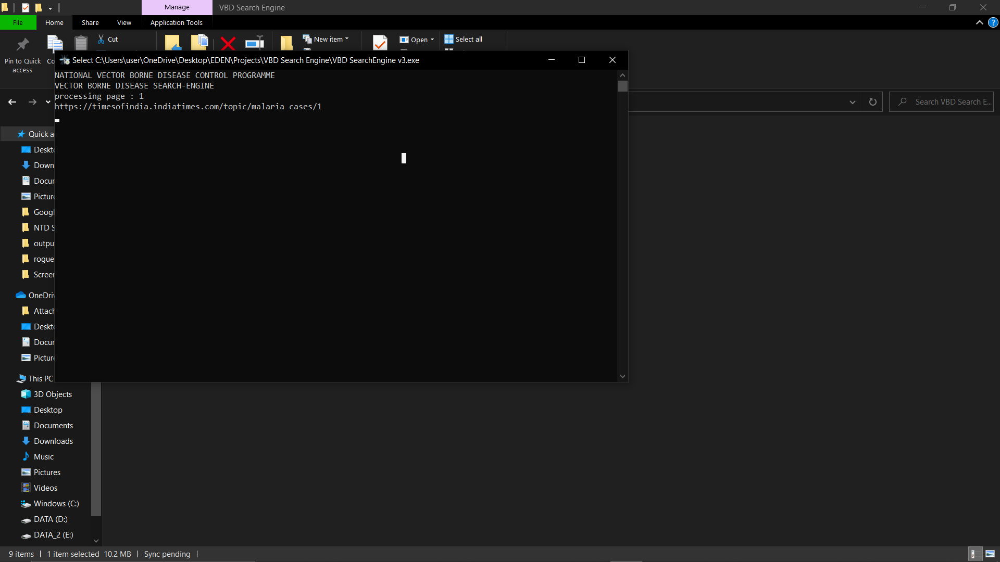 Manage
VBD Search Engine
File
Home
Share
View
Application Tools
Pin to Quick
access
Cut
New item
Open
Select all
Select C:\Users\user\OneDrive\Desktop\EDEN\Projects\VBD Search Engine\VBD SearchEngine v3.exe
NATIONAL VECTOR BORNE DISEASE CONTROL PROGRAMME
VECTOR BORNE DISEASE SEARCH-ENGINE
processing page : 1
https://timesofindia.indiatimes.com/topic/malaria cases/1
Search VBD Search E...
Quick a
Deskt
Down
Docur
Picture
Googl
NTD S
outpu
rogue
Screer
OneDriv
Attach
Deskt
Docur
Picture
This PC
3D Objects
Desktop
Documents
Downloads
Music
Pictures
Videos
Windows (C:)
DATA (D:)
DATA_2 (E:)
9 items
1 item selected 10.2 MB
Sync pending